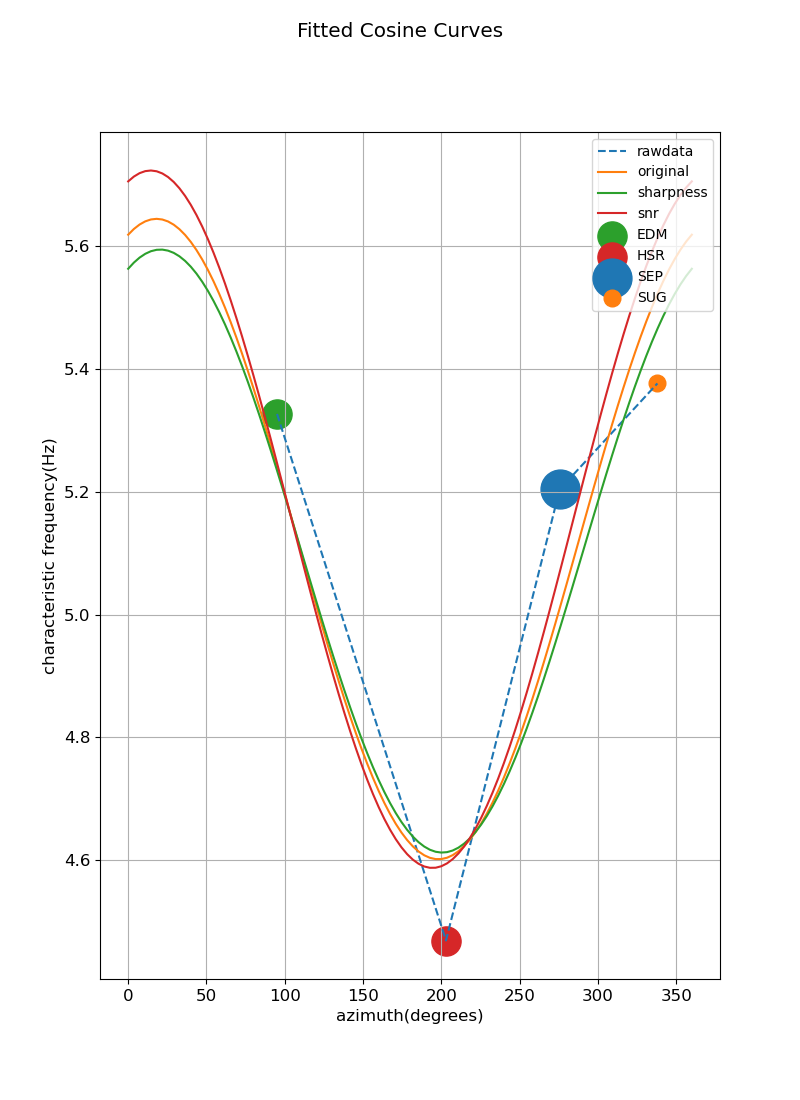 Fitted Cosine Curves
rawdata
original
sharpness
snr
EDM
HSR
SEP
SUG
5.6
5.4
5.2
5.0
4.8
4.6
characteristic frequency(Hz)
0 50 100 150 200 250 300 350
azimuth(degrees)